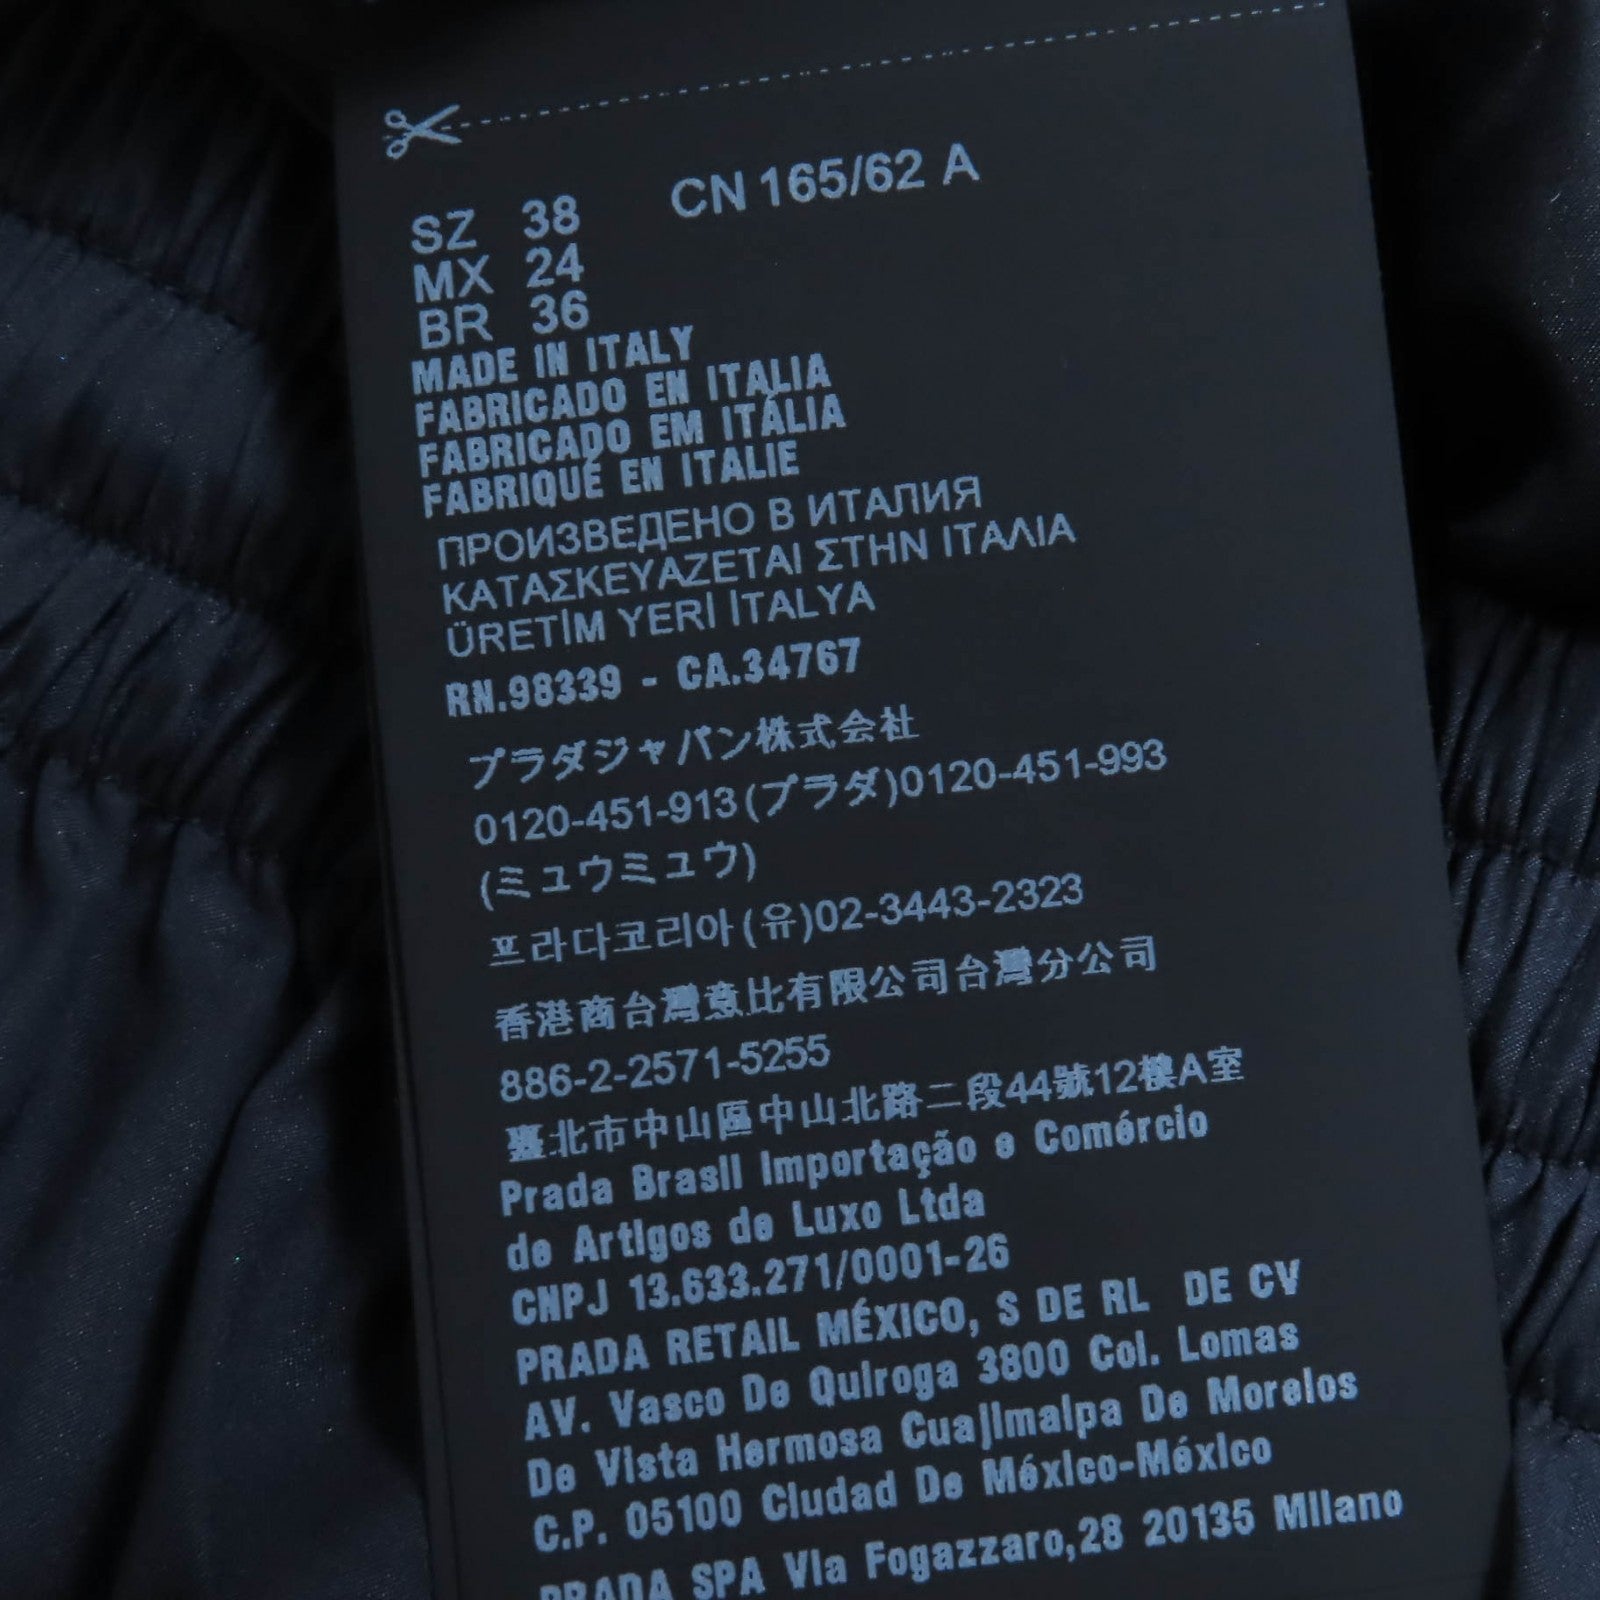 CN 165/62 A
SZ 38
MX 24
BR 36
MADE IN ITALY
FABRICADO EN ITALIA
FABRICADO EM ITÁLIA
FABRIQUÉ EN ITALIE
ПРОИЗВЕДЕНО В ИТАЛИЯ
ΚΑΤΑΣΚΕΥΑΖΕΤΑΙ ΣΤΗΝ ΙΤΑΛΙΑ
ÜRETİM YERİ İTALYA
RN.98339 - CA.34767
プラダジャパン株式会社
0120-451-913(プラダ)0120-451-993
(ミュウミュウ)
프라다코리아(유)02-3443-2323
香港商台灣意比有限公司台灣分公司
886-2-2571-5255
臺北市中山區中山北路二段44號12樓A室
Prada Brasil Importação e Comércio
de Artigos de Luxo Ltda
CNPJ 13.633.271/0001-26
PRADA RETAIL MÉXICO, S DE RL DE CV
AV. Vasco De Quiroga 3800 Col. Lomas
De Vista Hermosa Cuajimalpa De Morelos
C.P. 05100 Ciudad De México-México
PRADA SPA Via Fogazzaro,28 20135 Milano